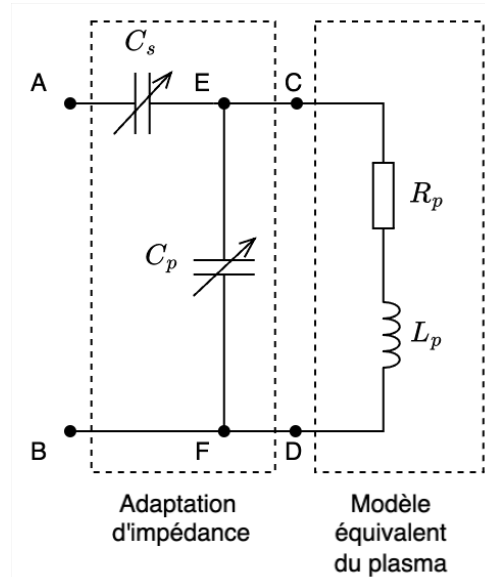 C_s
A
E
C
R_p
C_p
L_p
B
F
D
Adaptation
d'impédance
Modèle
équivalent
du plasma